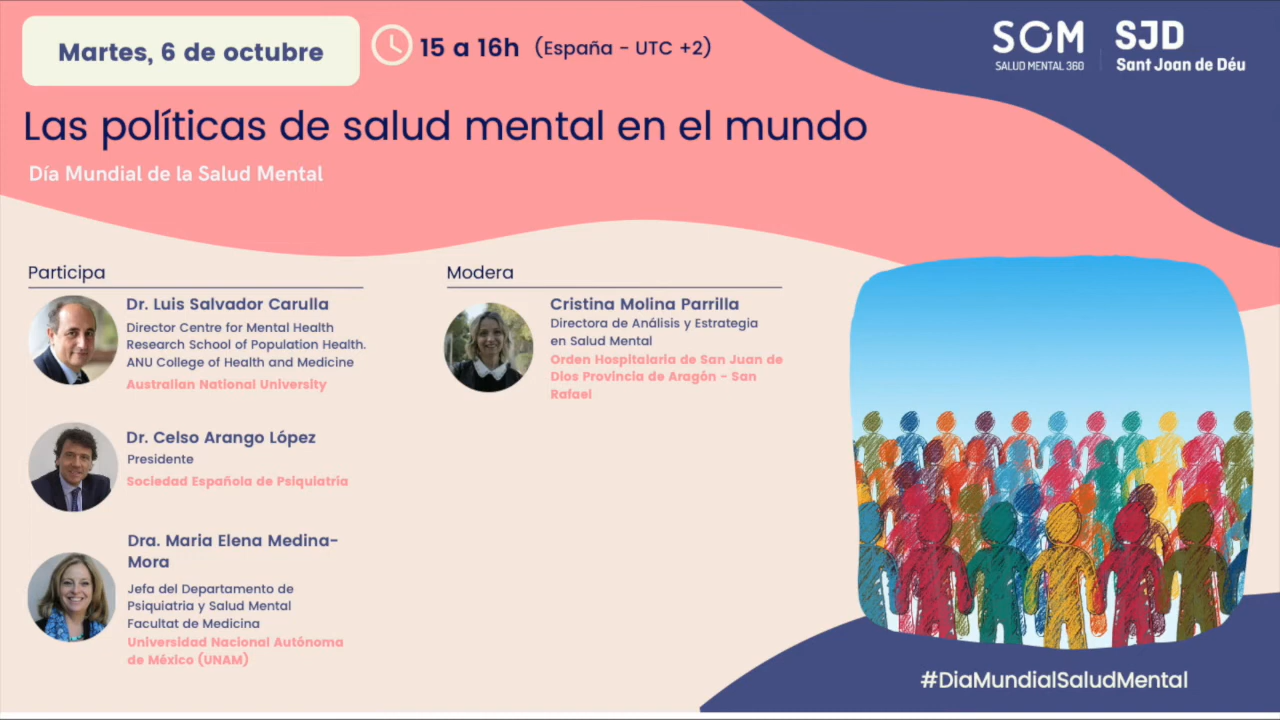 Martes, 6 de octubre
15 a 16h (España - UTC +2)
SOM
SALUD MENTAL 360
SJD
Sant Joan de Déu
Las políticas de salud mental en el mundo
Día Mundial de la Salud Mental
Participa
Dr. Luis Salvador Carulla
Director Centre for Mental Health
Research School of Population Health.
ANU College of Health and Medicine
Australian National University
Dr. Celso Arango López
Presidente
Sociedad Española de Psiquiatria
Dra. Maria Elena Medina-
Mora
Jefa del Departamento de
Psiquiatria y Salud Mental
Facultat de Medicina
Universidad Nacional Autónoma
de México (UNAM)
Modera
Cristina Molina Parrilla
Directora de Análisis y Estrategia
en Salud Mental
Orden Hospitalaria de San Juan de
Dios Provincia de Aragón - San
Rafael
#DiaMundialSaludMental